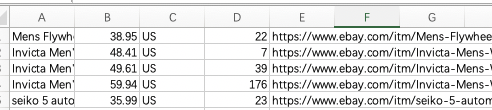 A B C D E F G
Mens Flywh 38.95 US 22 https://www.ebay.com/itm/Mens-Flywhee
Invicta Men' 48.41 US 7 https://www.ebay.com/itm/Invicta-Mens-
Invicta Men' 49.61 US 39 https://www.ebay.com/itm/Invicta-Mens-V
Invicta Men' 59.94 US 176 https://www.ebay.com/itm/Invicta-Mens-V
seiko 5 auto 35.99 US 23 https://www.ebay.com/itm/seiko-5-autom